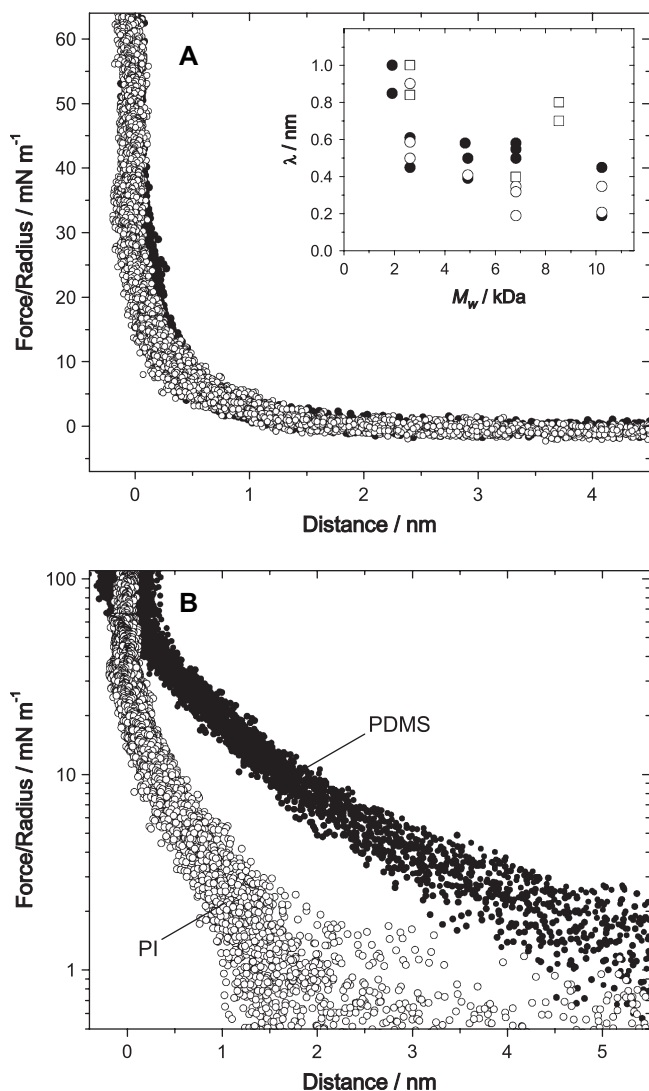 A
Force/Radius / mN m⁻¹
60
50
40
30
20
10
0
0 1 2 3 4
Distance / nm
λ / nm
1.0
0.8
0.6
0.4
0.2
0.0
0 2 4 6 8 10
Mw / kDa
B
Force/Radius / mN m⁻¹
100
10
1
PDMS
PI
0 1 2 3 4 5
Distance / nm